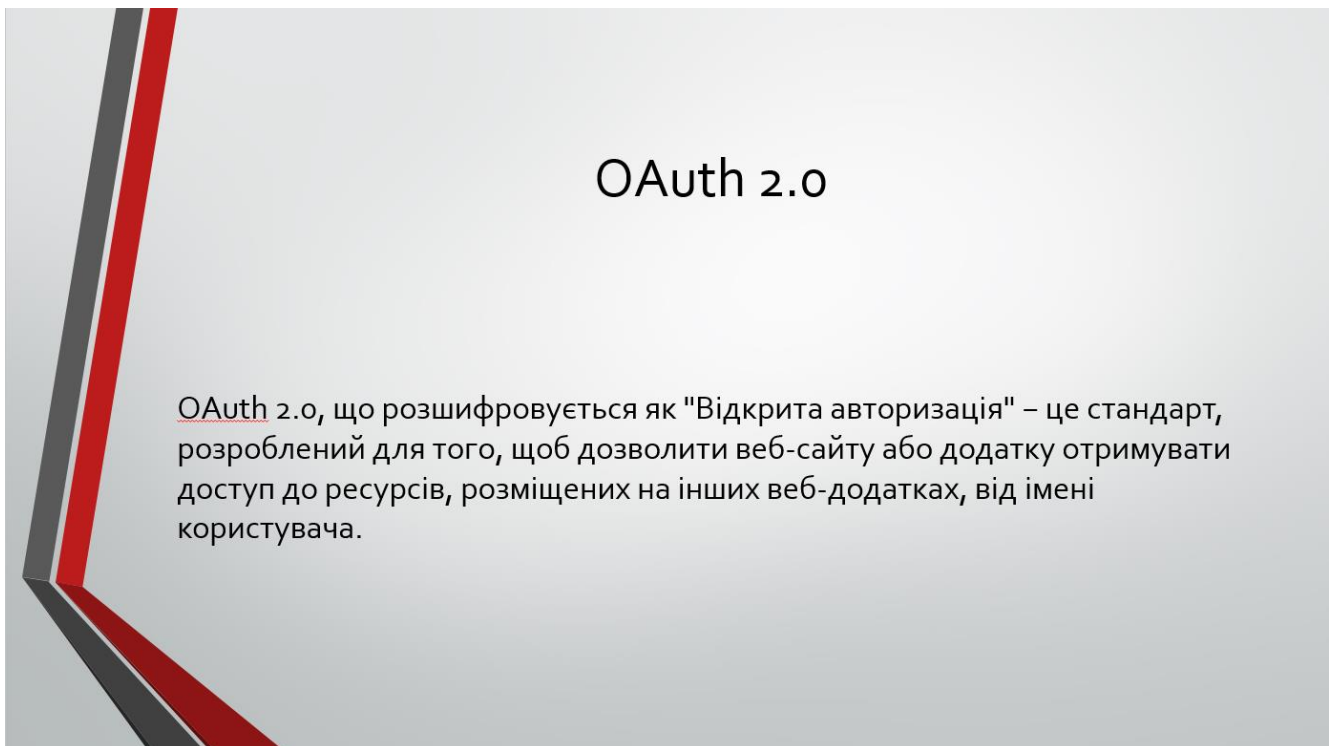 OAuth 2.0
OAuth 2.0, що розшифровується як "Відкрита авторизація" – це стандарт,
розроблений для того, щоб дозволити веб-сайту або додатку отримувати
доступ до ресурсів, розміщених на інших веб-додатках, від імені
користувача.